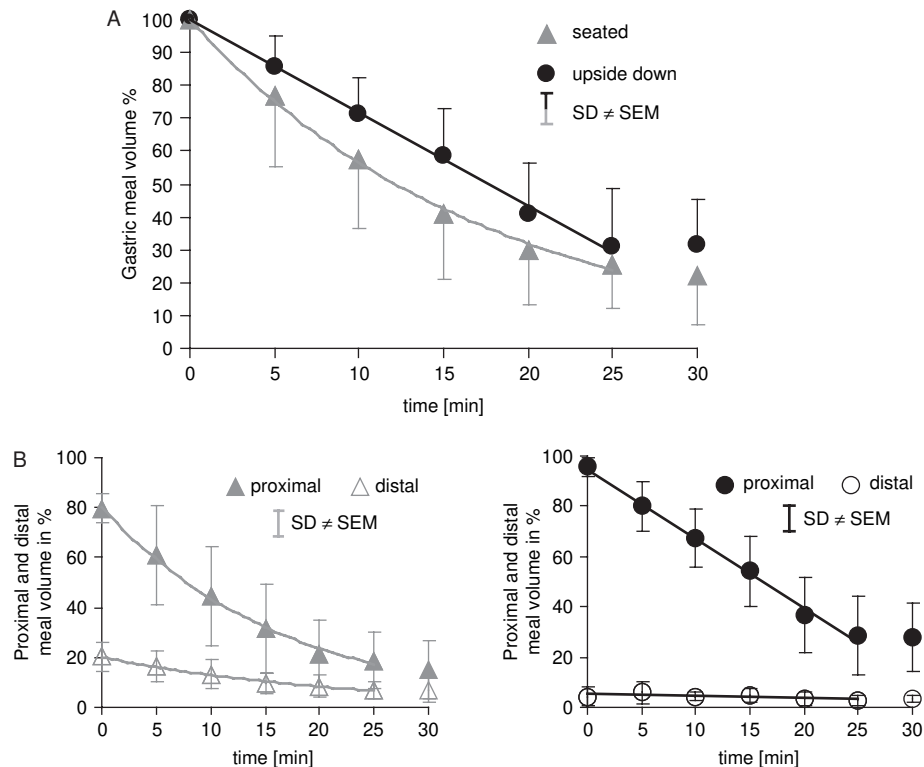 A
100
90
80
70
60
50
40
30
20
10
0
Gastric meal volume %
seated
upside down
SD ≠ SEM
0 5 10 15 20 25 30
time [min]
B
100
80
60
40
20
0
Proximal and distal
meal volume in %
proximal distal
SD ≠ SEM
0 5 10 15 20 25 30
time [min]
100
80
60
40
20
0
Proximal and distal
meal volume in %
proximal distal
SD ≠ SEM
0 5 10 15 20 25 30
time [min]